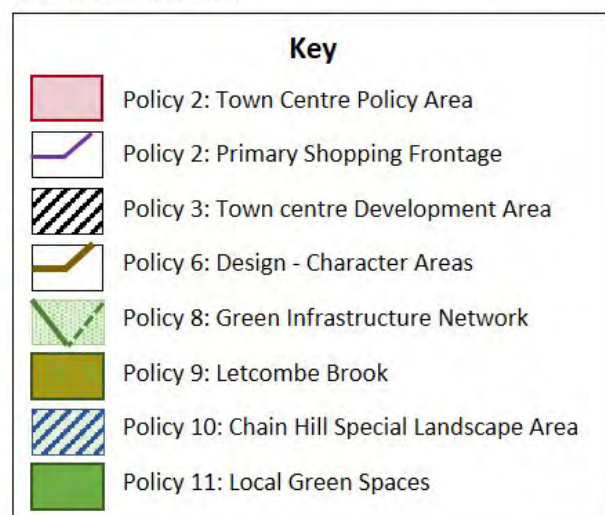 Key
Policy 2: Town Centre Policy Area
Policy 2: Primary Shopping Frontage
Policy 3: Town centre Development Area
Policy 6: Design - Character Areas
Policy 8: Green Infrastructure Network
Policy 9: Letcombe Brook
Policy 10: Chain Hill Special Landscape Area
Policy 11: Local Green Spaces